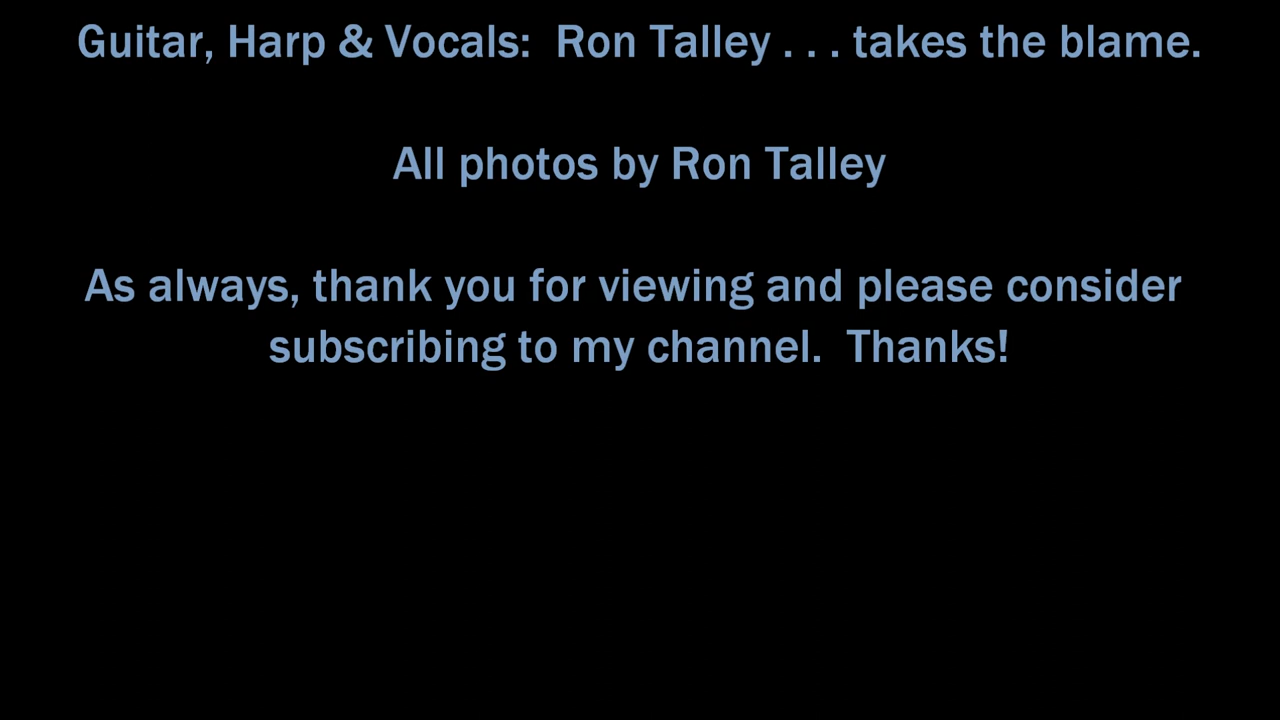 Guitar, Harp & Vocals:  Ron Talley . . . takes the blame.
All photos by Ron Talley
As always, thank you for viewing and please consider
subscribing to my channel.  Thanks!